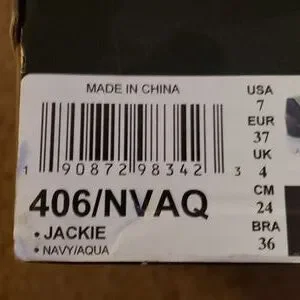 MADE IN CHINA
1 90872 98342 3
406/NVAQ
• JACKIE
• NAVY/AQUA
USA
7
EUR
37
UK
4
CM
24
BRA
36